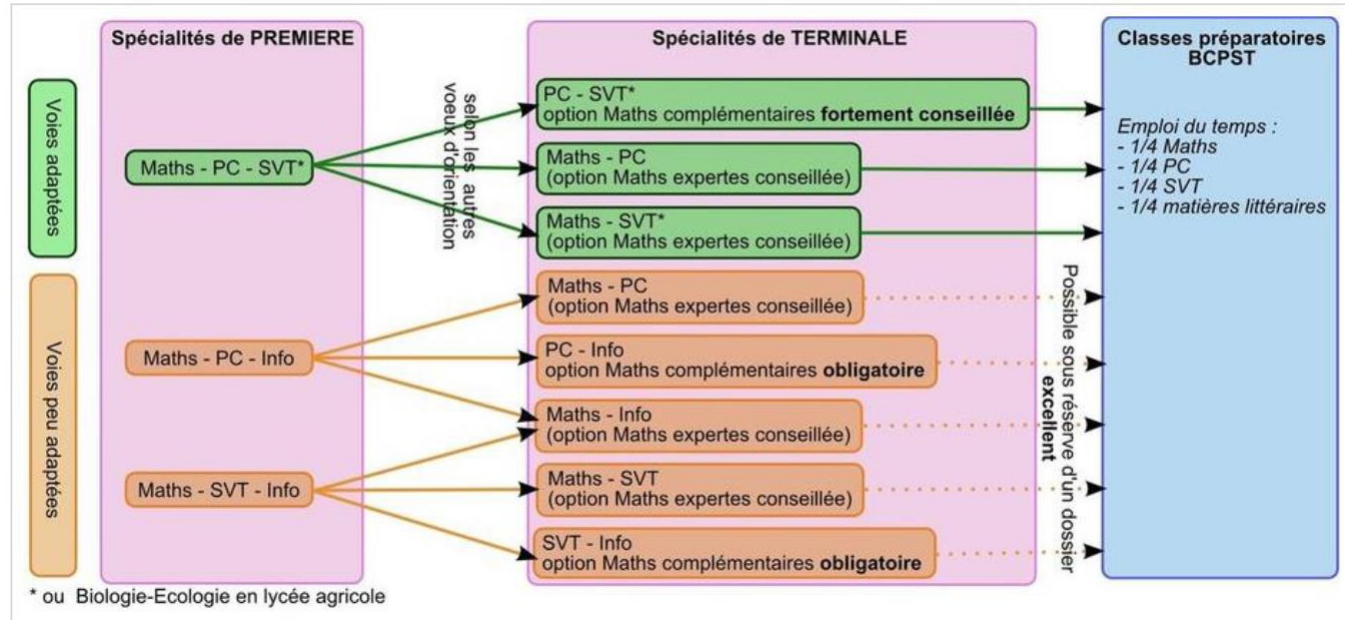 Spécialités de PREMIERE
Spécialités de TERMINALE
Classes préparatoires
BCPST
Voies adaptées
Maths - PC - SVT*
selon les autres
voeux d'orientation
PC - SVT*
option Maths complémentaires fortement conseillée
Maths - PC
(option Maths expertes conseillée)
Maths - SVT*
(option Maths expertes conseillée)
Emploi du temps :
- 1/4 Maths
- 1/4 PC
- 1/4 SVT
- 1/4 matières littéraires
Voies peu adaptées
Maths - PC - Info
Maths - SVT - Info
Maths - PC
(option Maths expertes conseillée)
PC - Info
option Maths complémentaires obligatoire
Maths - Info
(option Maths expertes conseillée)
Maths - SVT
(option Maths expertes conseillée)
SVT - Info
option Maths complémentaires obligatoire
Possible sous réserve d'un dossier
excellent
* ou Biologie-Ecologie en lycée agricole